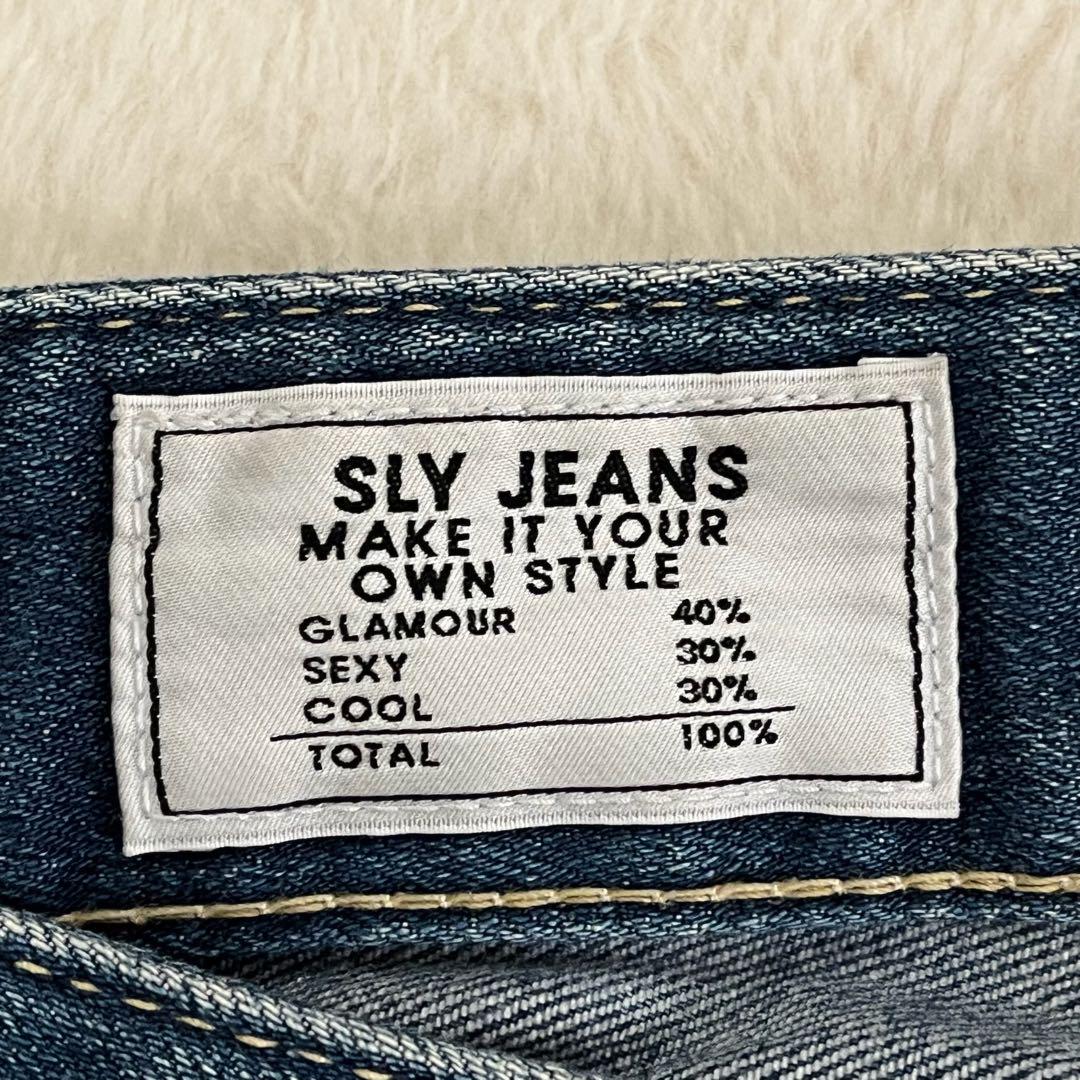 SLY JEANS
MAKE IT YOUR
OWN STYLE
GLAMOUR 40%
SEXY 30%
COOL 30%
TOTAL 100%